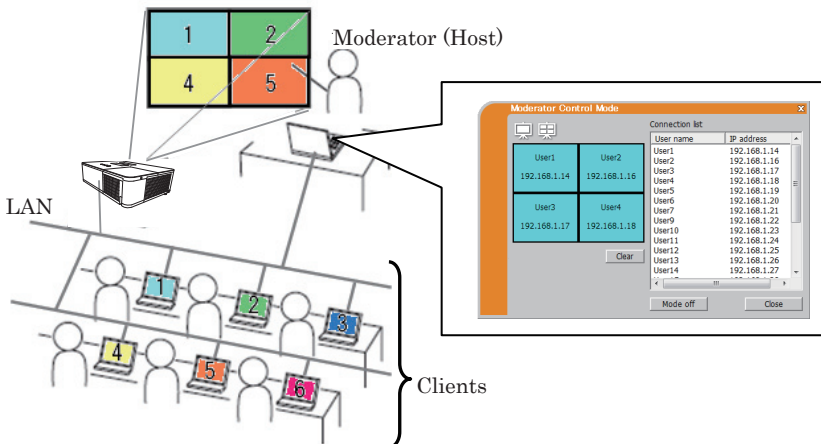 1 2
4 5
Moderator (Host)
LAN
1
2
3
4
5
6
Clients
Moderator Control Mode x
Connection list
User name IP address
User1 192.168.1.14
User2 192.168.1.16
User3 192.168.1.17
User4 192.168.1.18
User5 192.168.1.19
User6 192.168.1.20
User7 192.168.1.21
User9 192.168.1.22
User10 192.168.1.23
User11 192.168.1.24
User12 192.168.1.25
User13 192.168.1.26
User14 192.168.1.27
User1 User2
192.168.1.14 192.168.1.16
User3 User4
192.168.1.17 192.168.1.18
Clear
Mode off Close